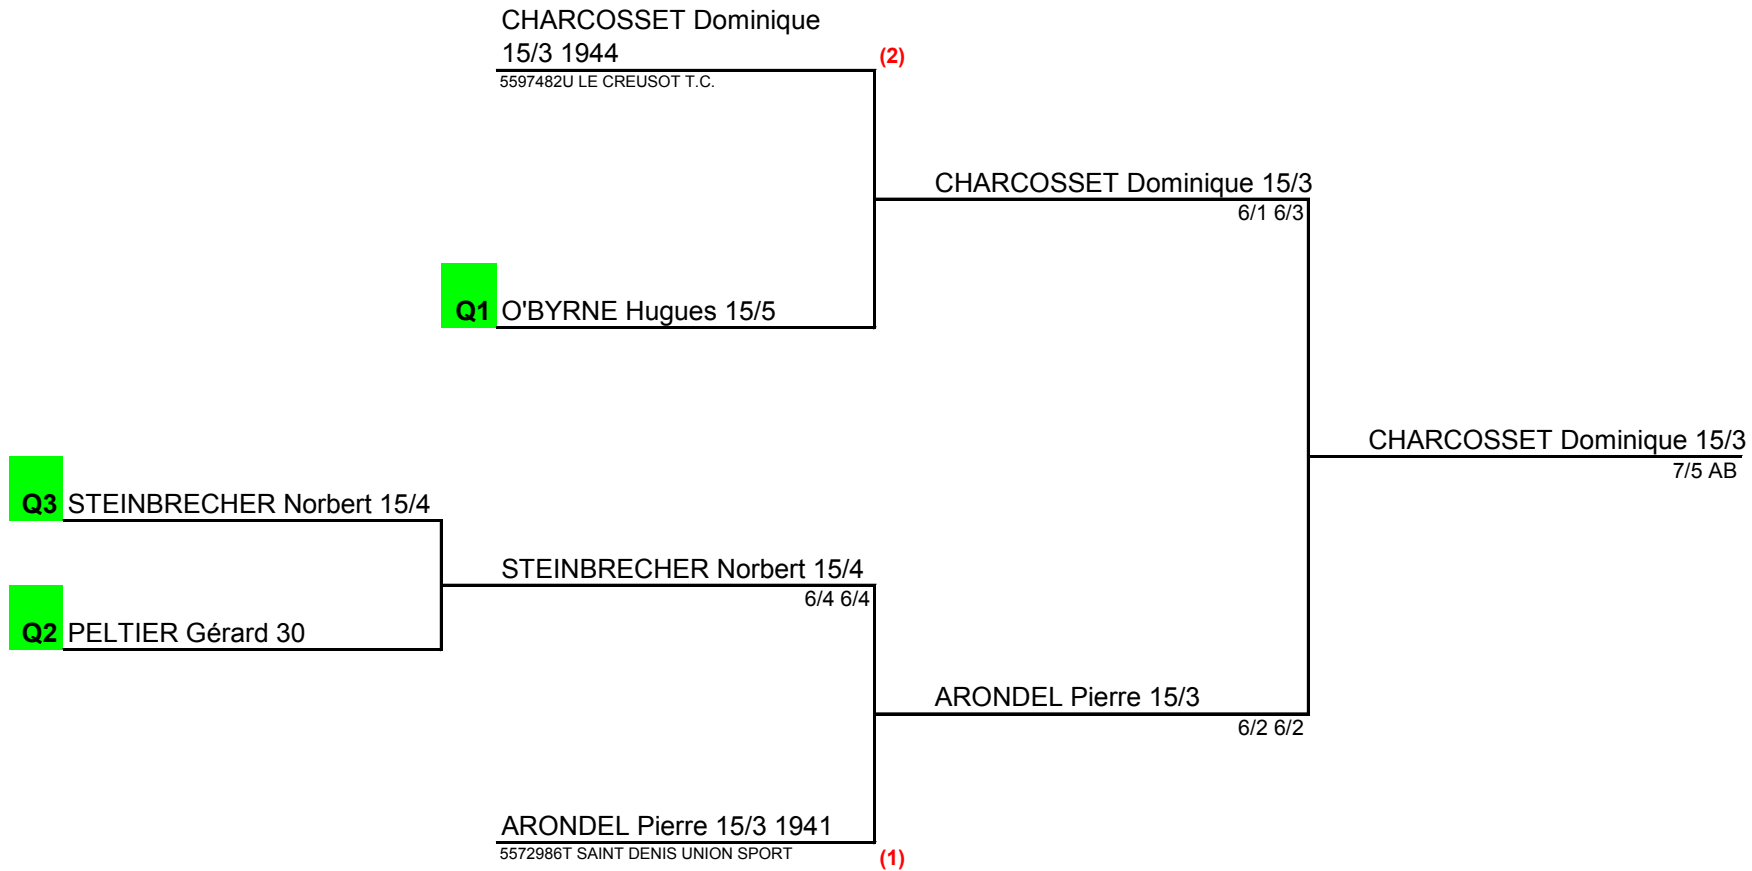 CHARCOSSET Dominique
15/3 1944
(2)
5597482U LE CREUSOT T.C.
CHARCOSSET Dominique 15/3
6/1 6/3
Q1 O'BYRNE Hugues 15/5
CHARCOSSET Dominique 15/3
7/5 AB
Q3 STEINBRECHER Norbert 15/4
STEINBRECHER Norbert 15/4
6/4 6/4
Q2 PELTIER Gérard 30
ARONDEL Pierre 15/3
6/2 6/2
ARONDEL Pierre 15/3 1941
5572986T SAINT DENIS UNION SPORT
(1)